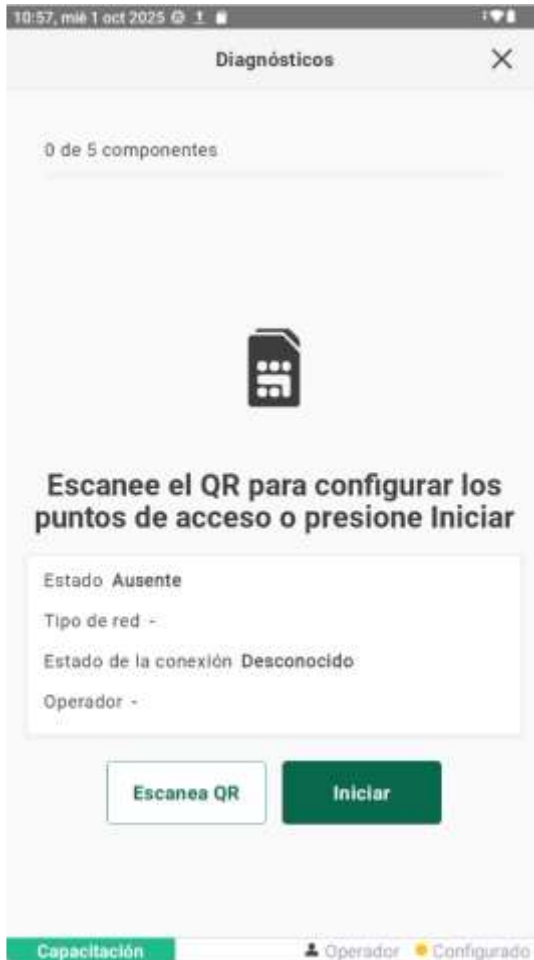 10:57, mié 1 oct 2025
Diagnósticos
0 de 5 componentes
Escanee el QR para configurar los
puntos de acceso o presione Iniciar
Estado Ausente
Tipo de red -
Estado de la conexión Desconocido
Operador -
Escanea QR
Iniciar
Capacitación
Operador
Configurado